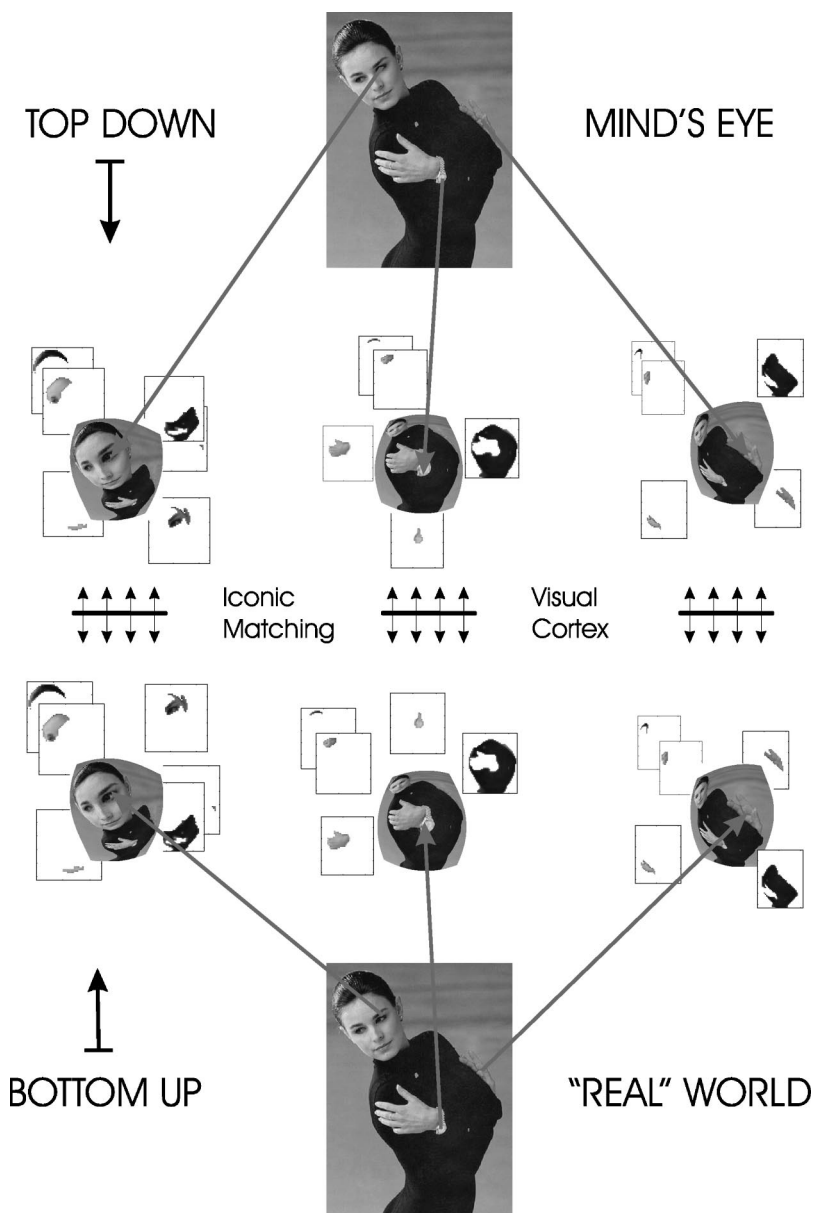 TOP DOWN
MIND'S EYE
Iconic
Matching
Visual
Cortex
BOTTOM UP
"REAL" WORLD